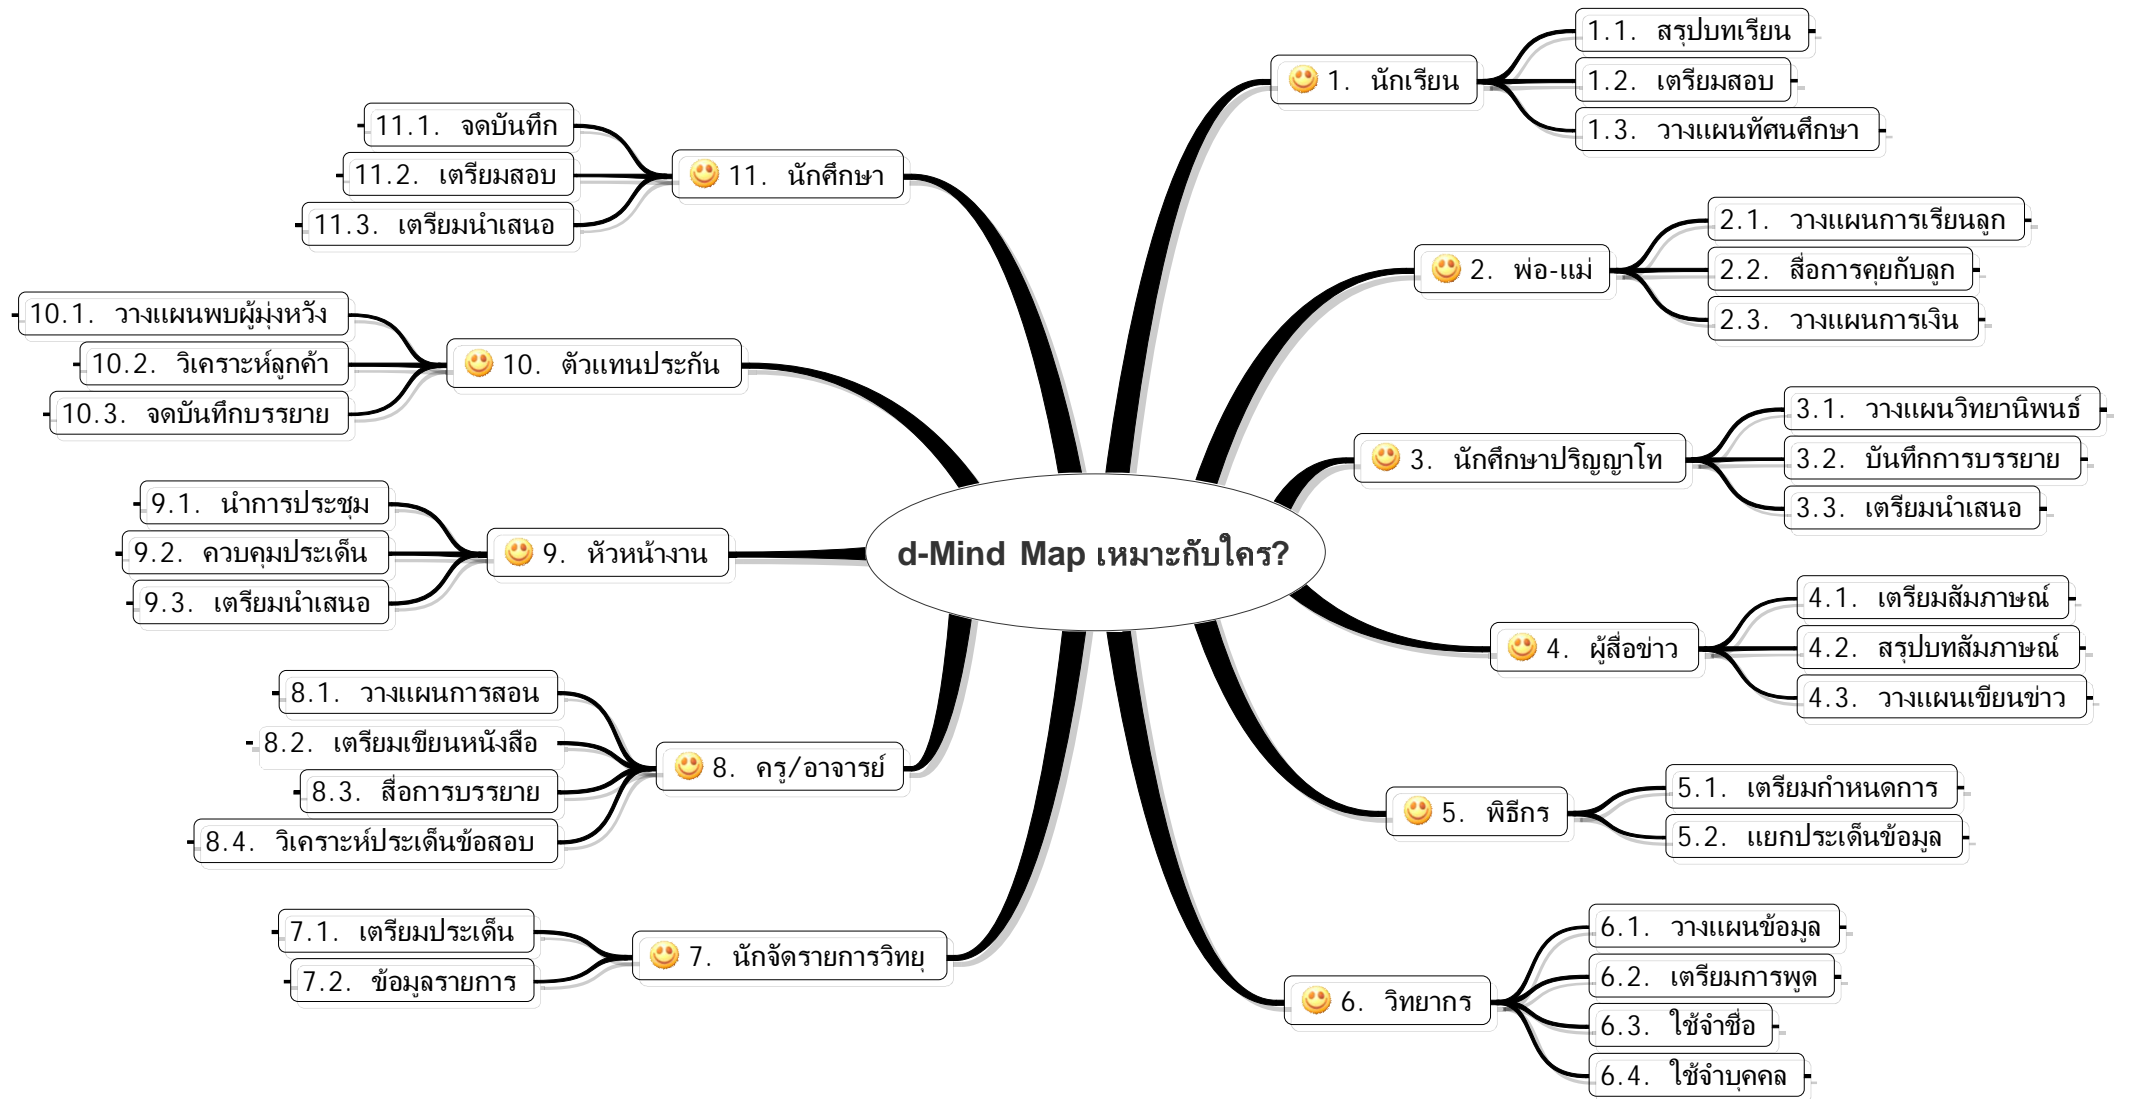 d-Mind Map เหมาะกับใคร?
1. นักเรียน
1.1. สรุปบทเรียน
1.2. เตรียมสอบ
1.3. วางแผนทัศนศึกษา
2. พ่อ-แม่
2.1. วางแผนการเรียนลูก
2.2. สื่อการคุยกับลูก
2.3. วางแผนการเงิน
3. นักศึกษาปริญญาโท
3.1. วางแผนวิทยานิพนธ์
3.2. บันทึกการบรรยาย
3.3. เตรียมนำเสนอ
4. ผู้สื่อข่าว
4.1. เตรียมสัมภาษณ์
4.2. สรุปบทสัมภาษณ์
4.3. วางแผนเขียนข่าว
5. พิธีกร
5.1. เตรียมกำหนดการ
5.2. แยกประเด็นข้อมูล
6. วิทยากร
6.1. วางแผนข้อมูล
6.2. เตรียมการพูด
6.3. ใช้จำชื่อ
6.4. ใช้จำบุคคล
7. นักจัดรายการวิทยุ
7.1. เตรียมประเด็น
7.2. ข้อมูลรายการ
8. ครู/อาจารย์
8.1. วางแผนการสอน
8.2. เตรียมเขียนหนังสือ
8.3. สื่อการบรรยาย
8.4. วิเคราะห์ประเด็นข้อสอบ
9. หัวหน้างาน
9.1. นำการประชุม
9.2. ควบคุมประเด็น
9.3. เตรียมนำเสนอ
10. ตัวแทนประกัน
10.1. วางแผนพบผู้มุ่งหวัง
10.2. วิเคราะห์ลูกค้า
10.3. จดบันทึกบรรยาย
11. นักศึกษา
11.1. จดบันทึก
11.2. เตรียมสอบ
11.3. เตรียมนำเสนอ